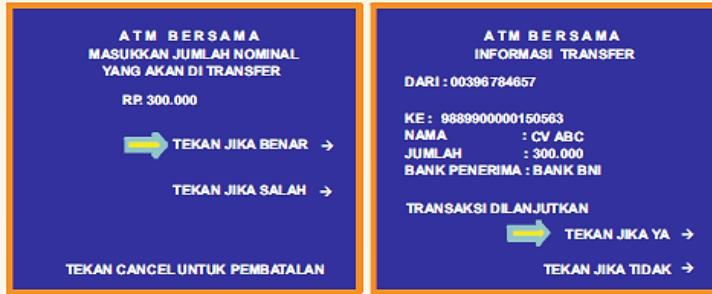 ATM BERSAMA
MASUKKAN JUMLAH NOMINAL
YANG AKAN DI TRANSFER
RP. 300.000
TEKAN JIKA BENAR →
TEKAN JIKA SALAH →
TEKAN CANCEL UNTUK PEMBATALAN
ATM BERSAMA
INFORMASI TRANSFER
DARI : 00396784657
KE : 9889900000150563
NAMA : CV ABC
JUMLAH : 300.000
BANK PENERIMA : BANK BNI
TRANSAKSI DILANJUTKAN
TEKAN JIKA YA →
TEKAN JIKA TIDAK →